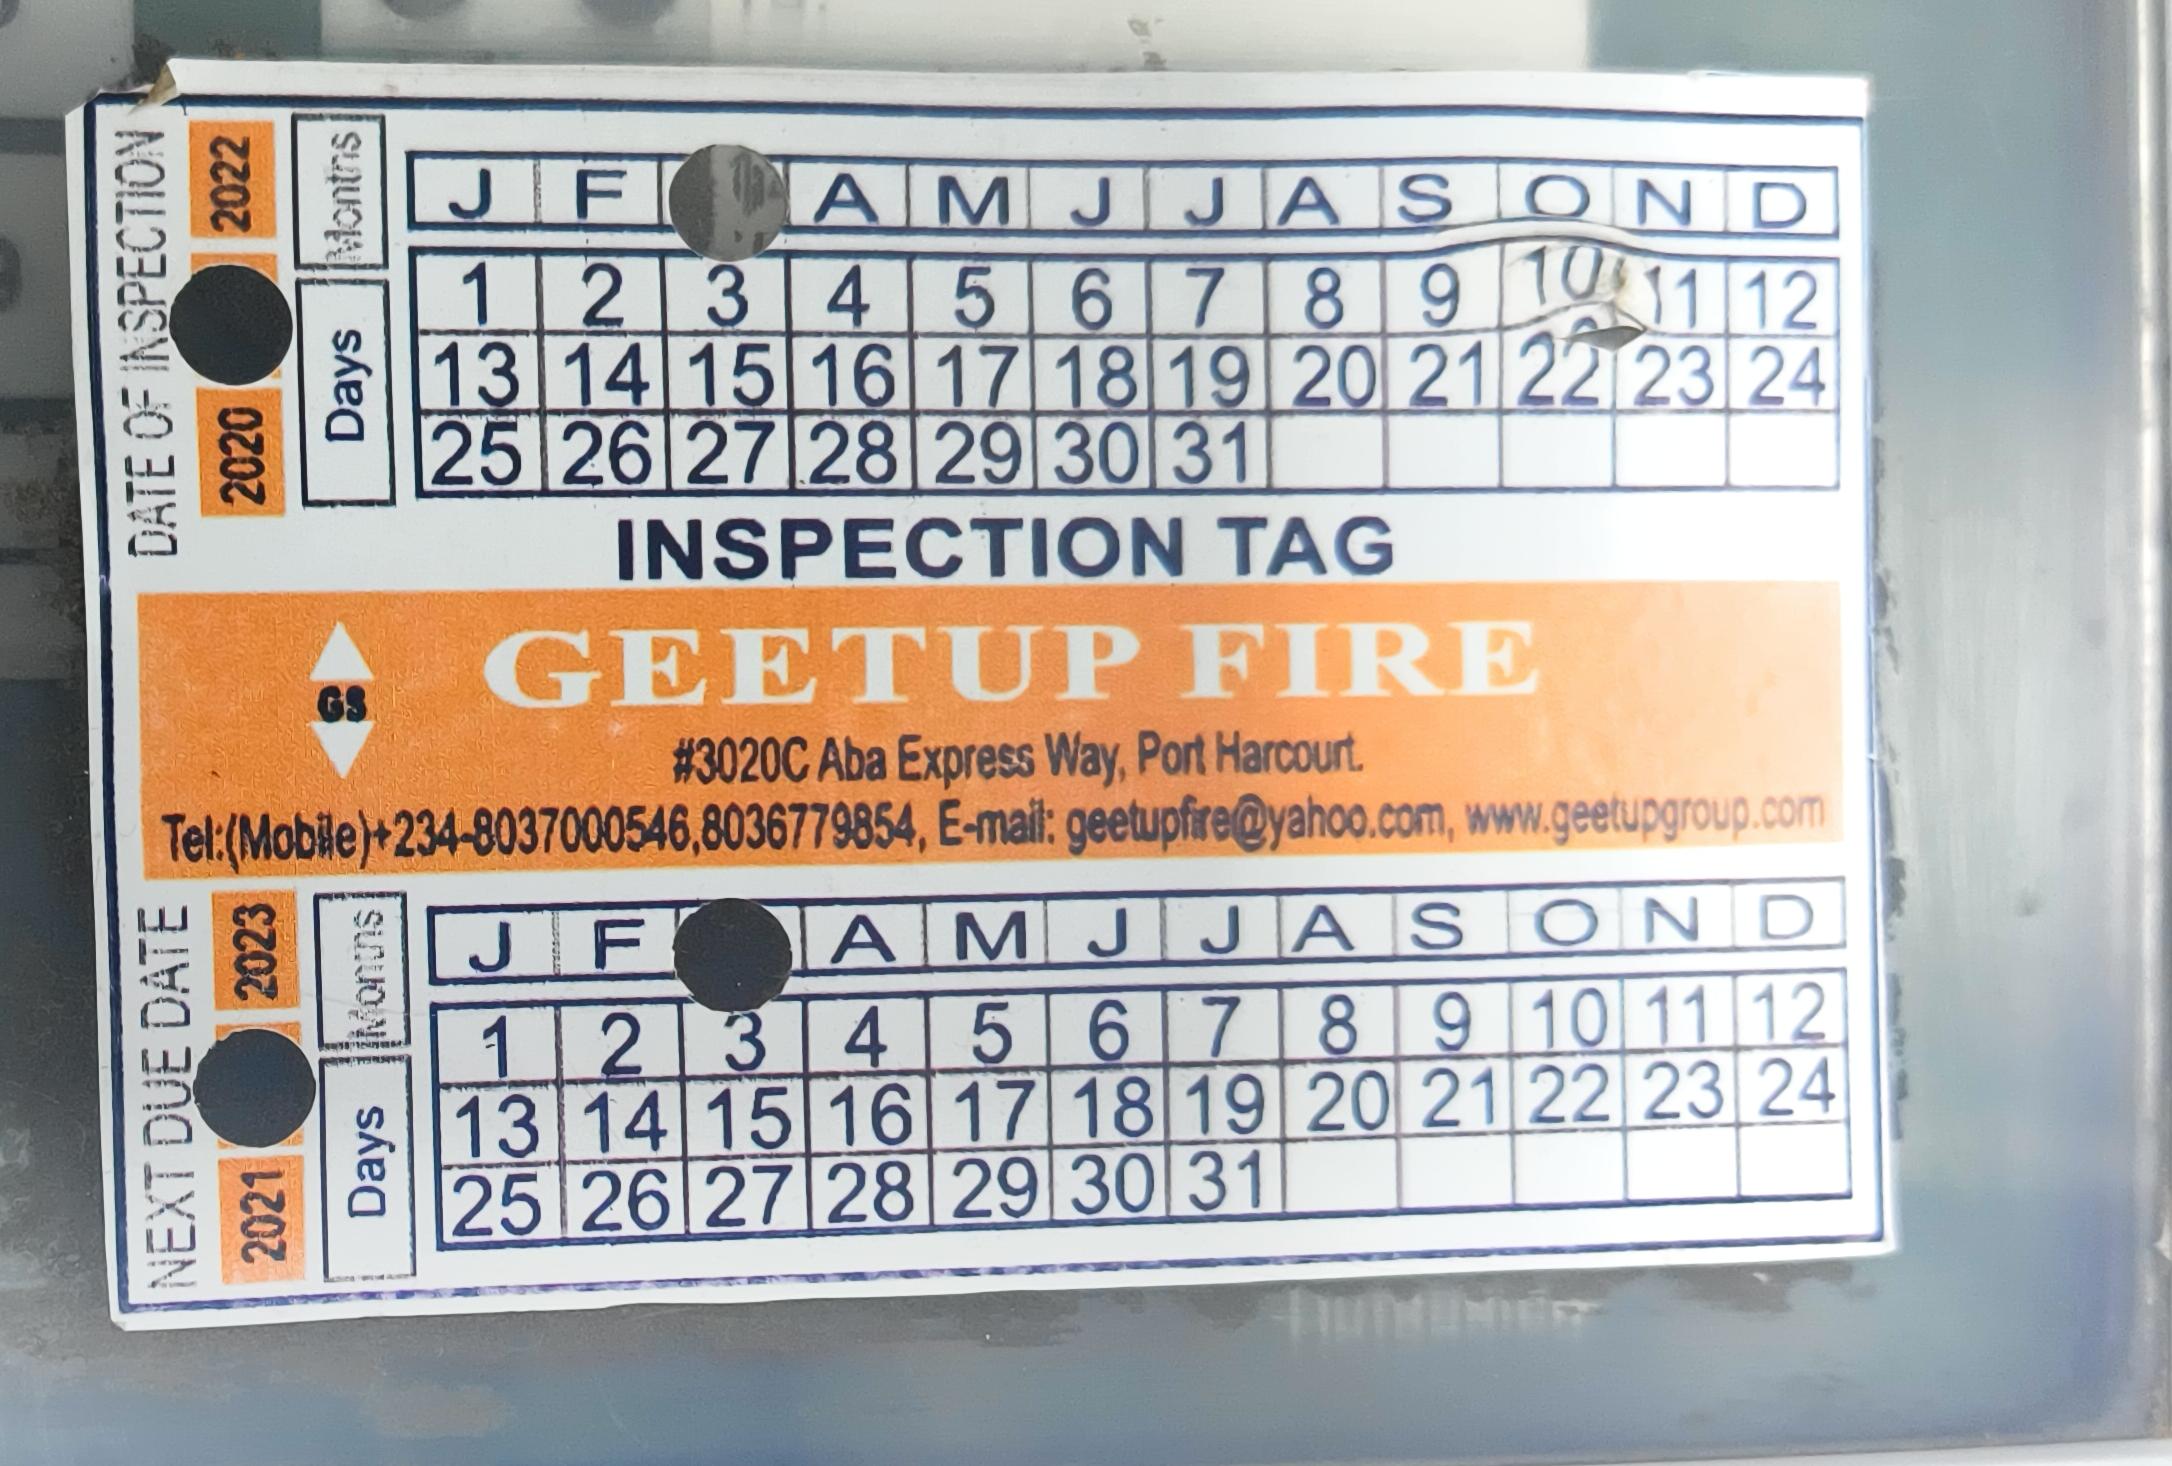 DATE OF INSPECTION
2020 2022
Days Months
J F A M J J A S O N D
1 2 3 4 5 6 7 8 9 10 11 12
13 14 15 16 17 18 19 20 21 22 23 24
25 26 27 28 29 30 31
INSPECTION TAG
GS
GEETUP FIRE
#3020C Aba Express Way, Port Harcourt.
Tel:(Mobile)+234-8037000546,8036779854, E-mail: geetupfire@yahoo.com, www.geetupgroup.com
NEXT DUE DATE
2021 2023
Days Months
J F A M J J A S O N D
1 2 3 4 5 6 7 8 9 10 11 12
13 14 15 16 17 18 19 20 21 22 23 24
25 26 27 28 29 30 31